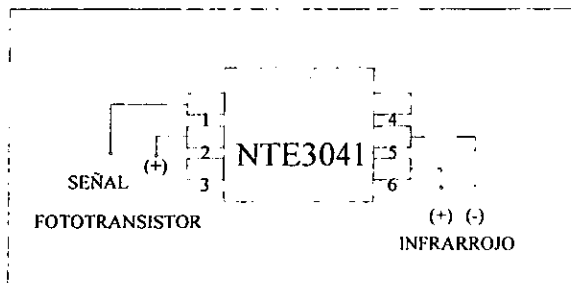 1 4
2 NTE3041 5
3 6
SEÑAL (+)
FOTOTRANSISTOR
(+) (-)
INFRARROJO